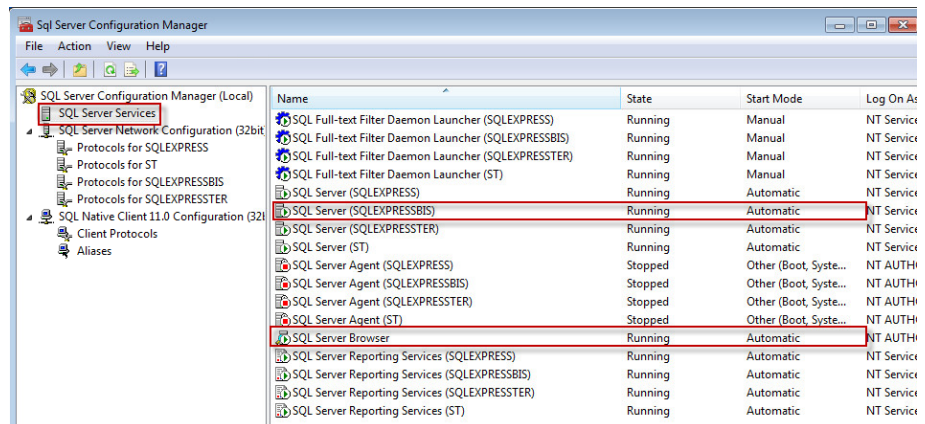 Sql Server Configuration Manager
File Action View Help
SQL Server Configuration Manager (Local)
SQL Server Services
SQL Server Network Configuration (32bit
Protocols for SQLEXPRESS
Protocols for ST
Protocols for SQLEXPRESSBIS
Protocols for SQLEXPRESSTER
SQL Native Client 11.0 Configuration (32
Client Protocols
Aliases
Name State Start Mode Log On As
SQL Full-text Filter Daemon Launcher (SQLEXPRESS) Running Manual NT Service
SQL Full-text Filter Daemon Launcher (SQLEXPRESSBIS) Running Manual NT Service
SQL Full-text Filter Daemon Launcher (SQLEXPRESSTER) Running Manual NT Service
SQL Full-text Filter Daemon Launcher (ST) Running Manual NT Service
SQL Server (SQLEXPRESS) Running Automatic NT Service
SQL Server (SQLEXPRESSBIS) Running Automatic NT Service
SQL Server (SQLEXPRESSTER) Running Automatic NT Service
SQL Server (ST) Running Automatic NT Service
SQL Server Agent (SQLEXPRESS) Stopped Other (Boot, Syste... NT AUTH
SQL Server Agent (SQLEXPRESSBIS) Stopped Other (Boot, Syste... NT AUTH
SQL Server Agent (SQLEXPRESSTER) Stopped Other (Boot, Syste... NT AUTH
SQL Server Agent (ST) Stopped Other (Boot, Syste... NT AUTH
SQL Server Browser Running Automatic NT AUTH
SQL Server Reporting Services (SQLEXPRESS) Running Automatic NT Service
SQL Server Reporting Services (SQLEXPRESSBIS) Running Automatic NT Service
SQL Server Reporting Services (SQLEXPRESSTER) Running Automatic NT Service
SQL Server Reporting Services (ST) Running Automatic NT Service